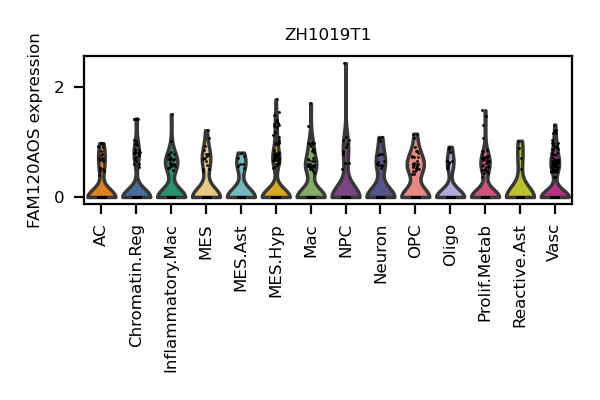 ZH1019T1
FAM120AOS expression
2
0
AC
Chromatin.Reg
Inflammatory.Mac
MES
MES.Ast
MES.Hyp
Mac
NPC
Neuron
OPC
Oligo
Prolif.Metab
Reactive.Ast
Vasc